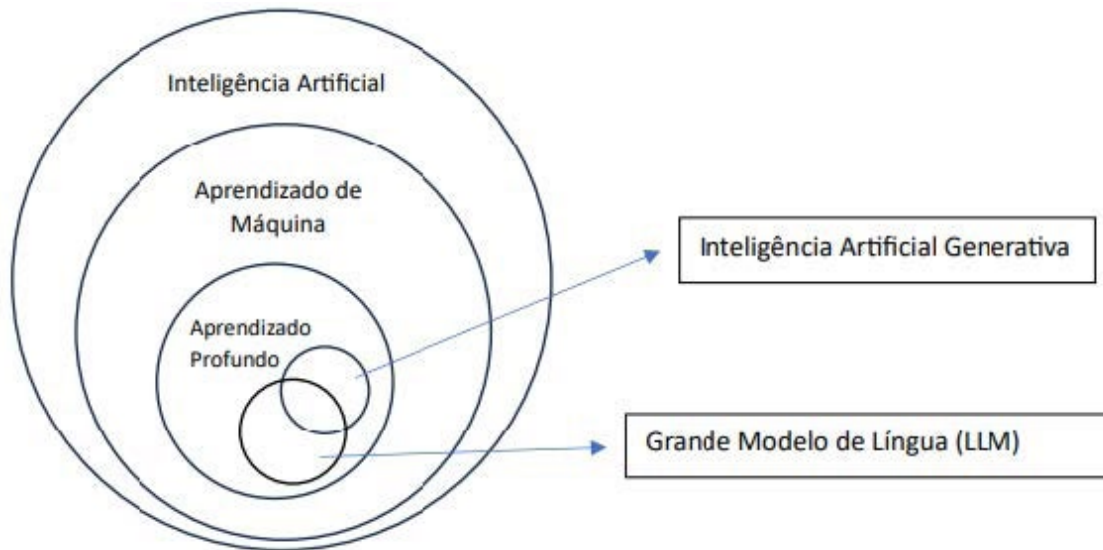 Inteligência Artificial
Aprendizado de
Máquina
Inteligência Artificial Generativa
Aprendizado
Profundo
Grande Modelo de Língua (LLM)